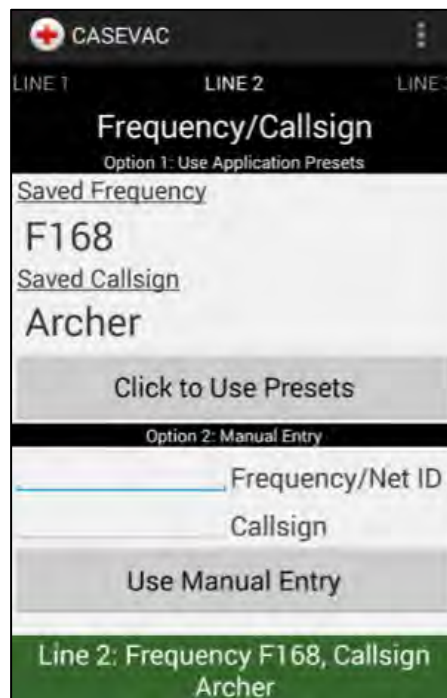 CASEVAC
LINE 1 LINE 2 LINE
Frequency/Callsign
Option 1: Use Application Presets
Saved Frequency
F168
Saved Callsign
Archer
Click to Use Presets
Option 2: Manual Entry
Frequency/Net ID
Callsign
Use Manual Entry
Line 2: Frequency F168, Callsign
Archer